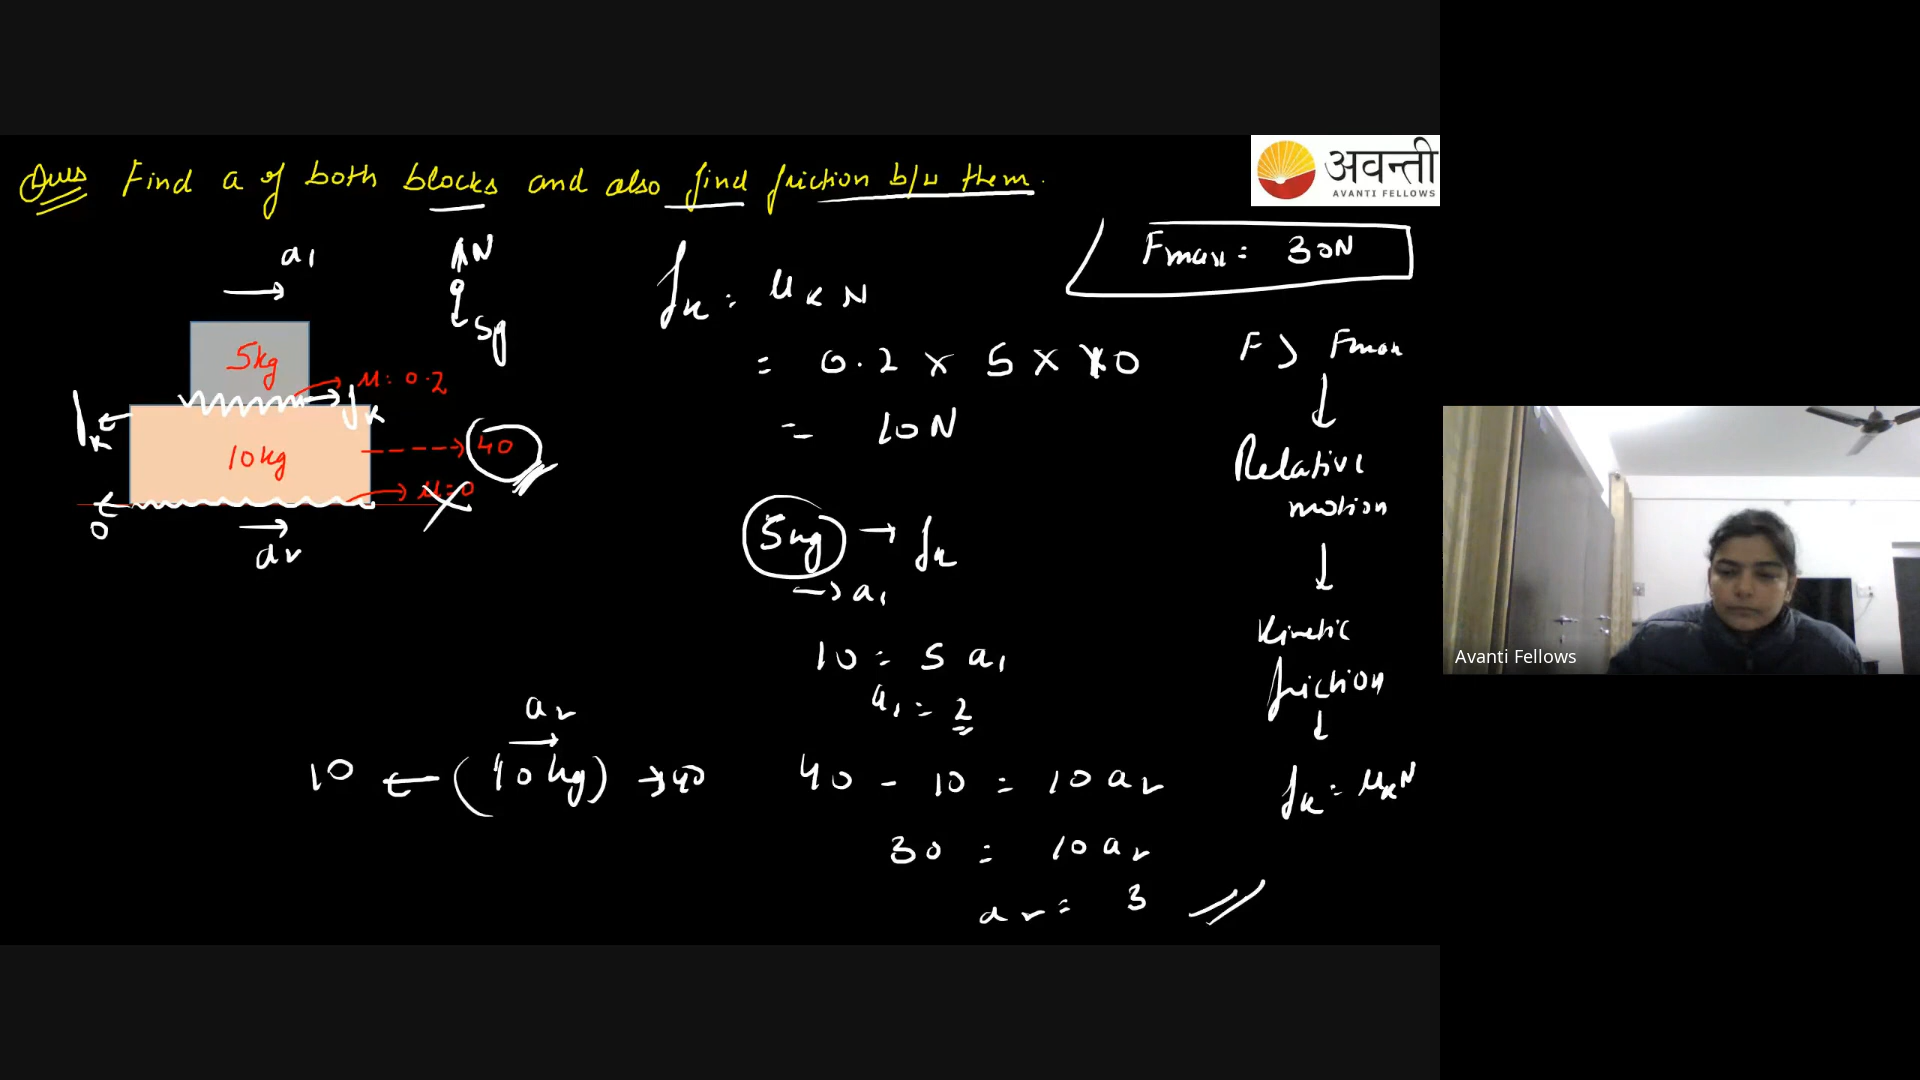 Ques Find a of both blocks and also find friction b/w them.
अवन्ती
AVANTI FELLOWS
a1
N
5g
5kg
μ: 0.2
fk
fk
10kg
40
μ=0
0
a2
fk = μk N
= 0.2 x 5 x 10
= 10N
5kg → fk
→ a1
10 = 5 a1
a1 = 2
a2
10 ← (10kg) → 40
40 - 10 = 10 a2
30 = 10 a2
a2 = 3
Fmax = 30N
F > Fmax
↓
Relative
motion
↓
Kinetic
friction
↓
fk = μkN
Avanti Fellows